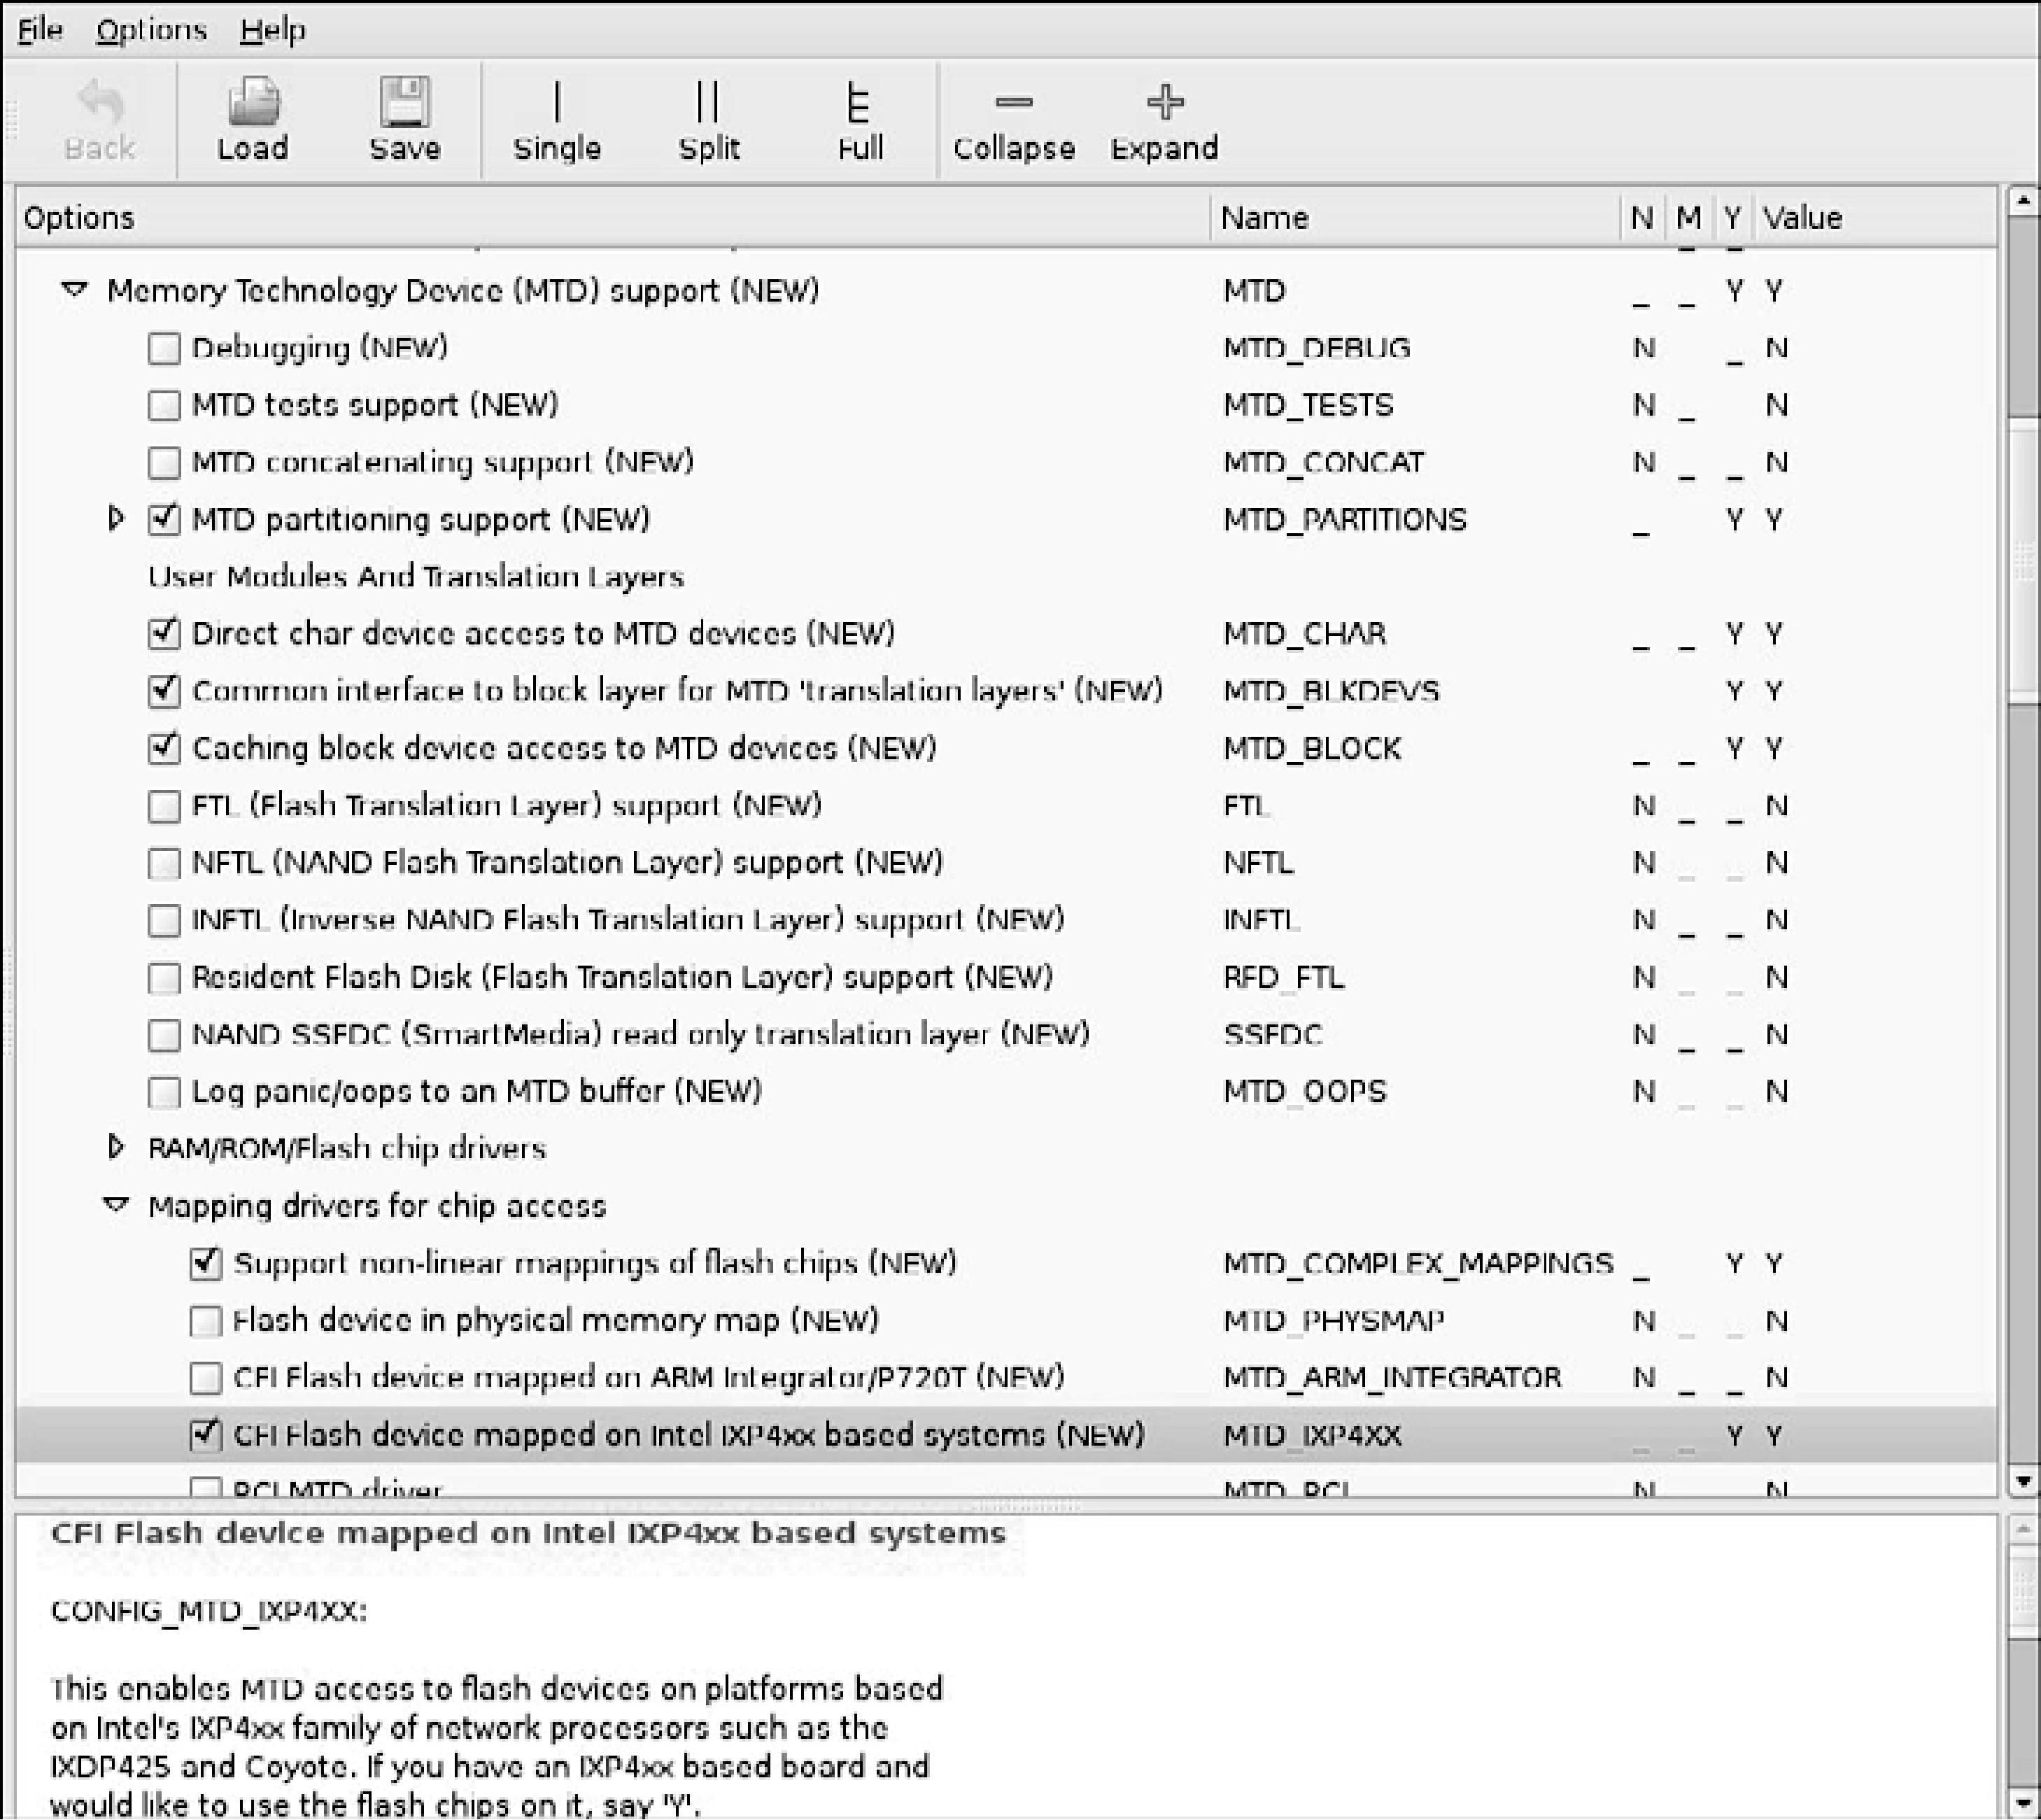 File Options Help
Back Load Save Single Split Full Collapse Expand
Options Name N M Y Value
Memory Technology Device (MTD) support (NEW) MTD _ _ Y Y
Debugging (NEW) MTD_DEBUG N _ N
MTD tests support (NEW) MTD_TESTS N _ N
MTD concatenating support (NEW) MTD_CONCAT N _ _ N
MTD partitioning support (NEW) MTD_PARTITIONS _ Y Y
User Modules And Translation Layers
Direct char device access to MTD devices (NEW) MTD_CHAR _ _ Y Y
Common interface to block layer for MTD 'translation layers' (NEW) MTD_BLKDEVS Y Y
Caching block device access to MTD devices (NEW) MTD_BLOCK _ _ Y Y
FTL (Flash Translation Layer) support (NEW) FTL N _ _ N
NFTL (NAND Flash Translation Layer) support (NEW) NFTL N _ _ N
INFTL (Inverse NAND Flash Translation Layer) support (NEW) INFTL N _ _ N
Resident Flash Disk (Flash Translation Layer) support (NEW) RFD_FTL N _ _ N
NAND SSFDC (SmartMedia) read only translation layer (NEW) SSFDC N _ _ N
Log panic/oops to an MTD buffer (NEW) MTD_OOPS N _ _ N
RAM/ROM/Flash chip drivers
Mapping drivers for chip access
Support non-linear mappings of flash chips (NEW) MTD_COMPLEX_MAPPINGS _ Y Y
Flash device in physical memory map (NEW) MTD_PHYSMAP N _ _ N
CFI Flash device mapped on ARM Integrator/P720T (NEW) MTD_ARM_INTEGRATOR N _ _ N
CFI Flash device mapped on Intel IXP4xx based systems (NEW) MTD_IXP4XX _ _ Y Y
PCI MTD driver MTD_PCI N N
CFI Flash device mapped on Intel IXP4xx based systems
CONFIG_MTD_IXP4XX:
This enables MTD access to flash devices on platforms based
on Intel's IXP4xx family of network processors such as the
IXDP425 and Coyote. If you have an IXP4xx based board and
would like to use the flash chips on it, say 'Y'.